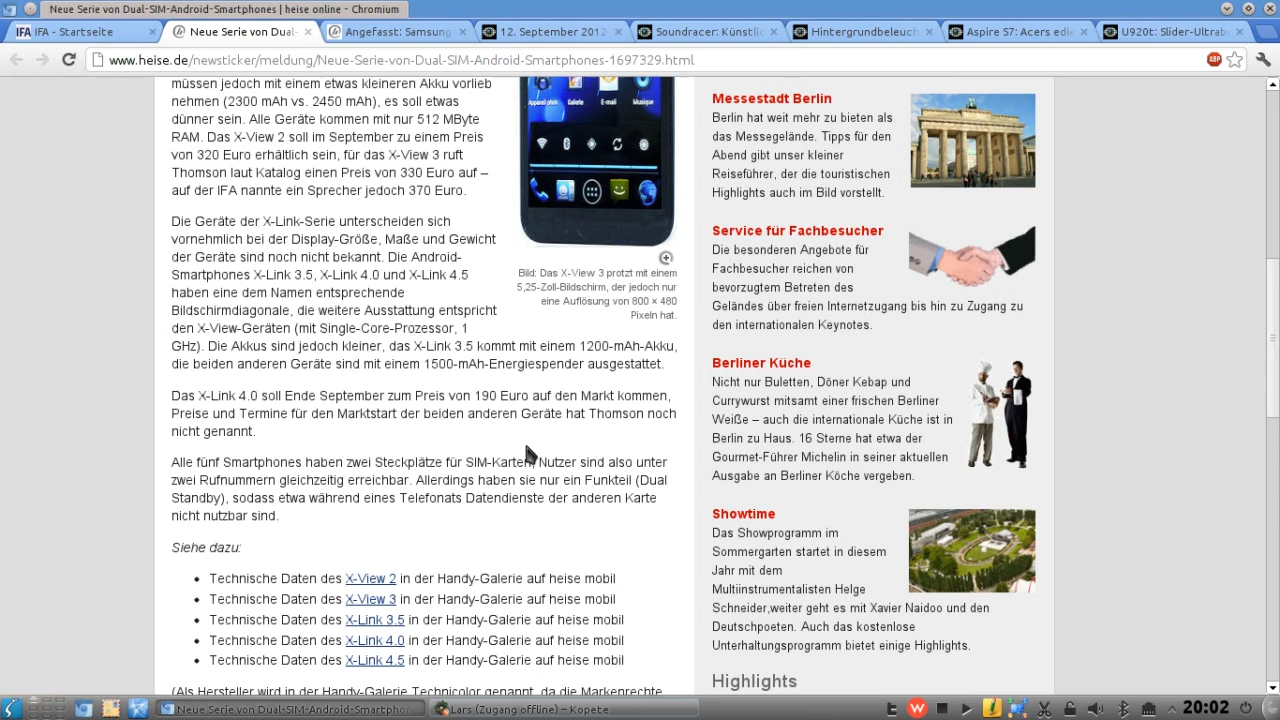 Neue Serie von Dual-SIM-Android-Smartphones | heise online - Chromium
IFA IFA - Startseite
Neue Serie von Dual-
Angefasst: Samsung
12. September 2012
Soundracer: Künstlic
Hintergrundbeleuch
Aspire S7: Acers edle
U920t: Slider-Ultrab
www.heise.de/newsticker/meldung/Neue-Serie-von-Dual-SIM-Android-Smartphones-1697329.html
ABP
müssen jedoch mit einem etwas kleineren Akku vorlieb
nehmen (2300 mAh vs. 2450 mAh), es soll etwas
dünner sein. Alle Geräte kommen mit nur 512 MByte
RAM. Das X-View 2 soll im September zu einem Preis
von 320 Euro erhältlich sein, für das X-View 3 ruft
Thomson laut Katalog einen Preis von 330 Euro auf –
auf der IFA nannte ein Sprecher jedoch 370 Euro.
Appareil photo Galerie E-mail Musique
Die Geräte der X-Link-Serie unterscheiden sich
vornehmlich bei der Display-Größe, Maße und Gewicht
der Geräte sind noch nicht bekannt. Die Android-
Smartphones X-Link 3.5, X-Link 4.0 und X-Link 4.5
haben eine dem Namen entsprechende
Bildschirmdiagonale, die weitere Ausstattung entspricht
den X-View-Geräten (mit Single-Core-Prozessor, 1
GHz). Die Akkus sind jedoch kleiner, das X-Link 3.5 kommt mit einem 1200-mAh-Akku,
die beiden anderen Geräte sind mit einem 1500-mAh-Energiespender ausgestattet.
Bild: Das X-View 3 protzt mit einem
5,25-Zoll-Bildschirm, der jedoch nur
eine Auflösung von 800 × 480
Pixeln hat.
Das X-Link 4.0 soll Ende September zum Preis von 190 Euro auf den Markt kommen,
Preise und Termine für den Marktstart der beiden anderen Geräte hat Thomson noch
nicht genannt.
Alle fünf Smartphones haben zwei Steckplätze für SIM-Karten, Nutzer sind also unter
zwei Rufnummern gleichzeitig erreichbar. Allerdings haben sie nur ein Funkteil (Dual
Standby), sodass etwa während eines Telefonats Datendienste der anderen Karte
nicht nutzbar sind.
Siehe dazu:
• Technische Daten des X-View 2 in der Handy-Galerie auf heise mobil
• Technische Daten des X-View 3 in der Handy-Galerie auf heise mobil
• Technische Daten des X-Link 3.5 in der Handy-Galerie auf heise mobil
• Technische Daten des X-Link 4.0 in der Handy-Galerie auf heise mobil
• Technische Daten des X-Link 4.5 in der Handy-Galerie auf heise mobil
(Als Hersteller wird in der Handy-Galerie Technicolor genannt, da die Markenrechte
Messestadt Berlin
Berlin hat weit mehr zu bieten als
das Messegelände. Tipps für den
Abend gibt unser kleiner
Reiseführer, der die touristischen
Highlights auch im Bild vorstellt.
Service für Fachbesucher
Die besonderen Angebote für
Fachbesucher reichen von
bevorzugtem Betreten des
Geländes über freien Internetzugang bis hin zu Zugang zu
den internationalen Keynotes.
Berliner Küche
Nicht nur Buletten, Döner Kebap und
Currywurst mitsamt einer frischen Berliner
Weiße – auch die internationale Küche ist in
Berlin zu Haus. 16 Sterne hat etwa der
Gourmet-Führer Michelin in seiner aktuellen
Ausgabe an Berliner Köche vergeben.
Showtime
Das Showprogramm im
Sommergarten startet in diesem
Jahr mit dem
Multiinstrumentalisten Helge
Schneider,weiter geht es mit Xavier Naidoo und den
Deutschpoeten. Auch das kostenlose
Unterhaltungsprogramm bietet einige Highlights.
Highlights
Neue Serie von Dual-SIM-Android-Smartphon
Lars (Zugang offline) – Kopete
20:02